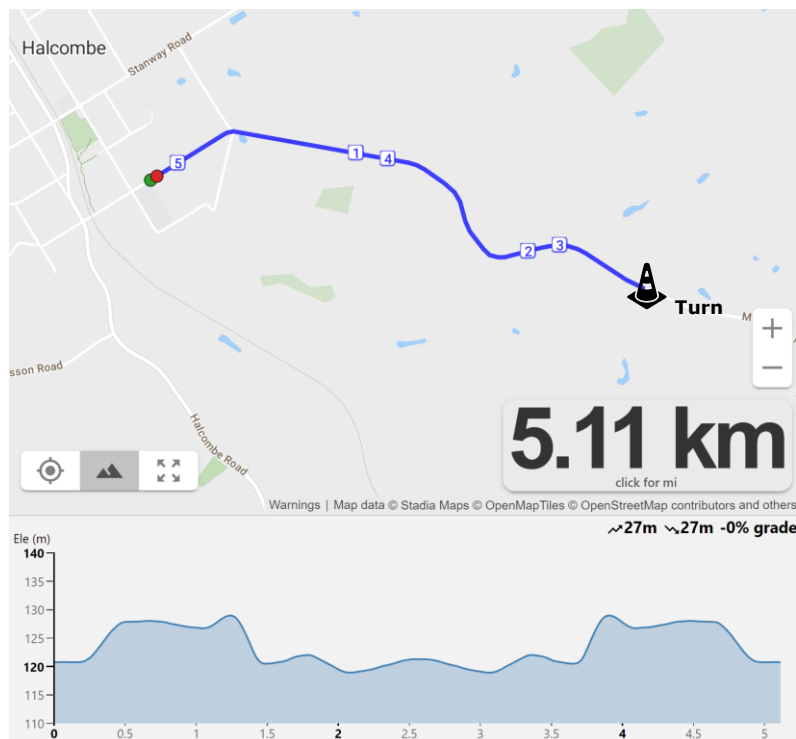 Halcombe
Stanway Road
5
1
4
2
3
Turn
M
+
−
sson Road
Halcombe Road
5.11 km
click for mi
Warnings | Map data © Stadia Maps © OpenMapTiles © OpenStreetMap contributors and others
27m 27m -0% grade
Ele (m)
140
135
130
125
120
115
110
0 0.5 1 1.5 2 2.5 3 3.5 4 4.5 5